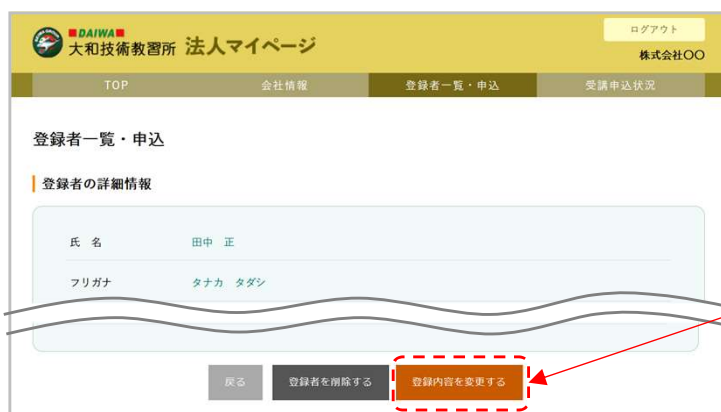 DAIWA
大和技術教習所 法人マイページ
ログアウト
株式会社〇〇
TOP 会社情報 登録者一覧・申込 受講申込状況
登録者一覧・申込
登録者の詳細情報
氏 名 田中 正
フリガナ タナカ タダシ
戻る 登録者を削除する 登録内容を変更する